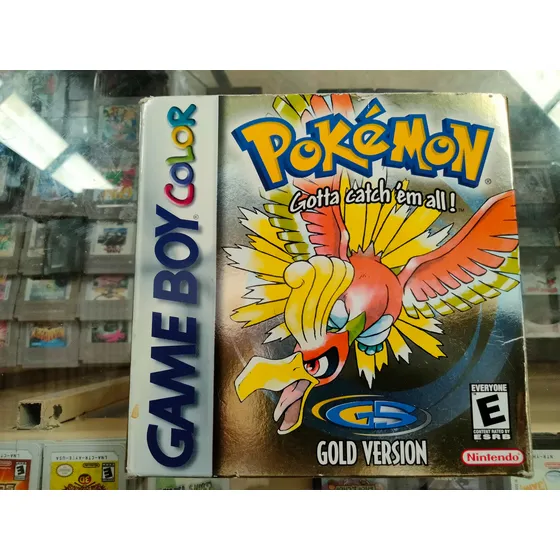 GAME BOY COLOR
POKéMON
Gotta catch 'em all!
GS
GOLD VERSION
EVERYONE
E
CONTENT RATED BY
ESRB
Nintendo